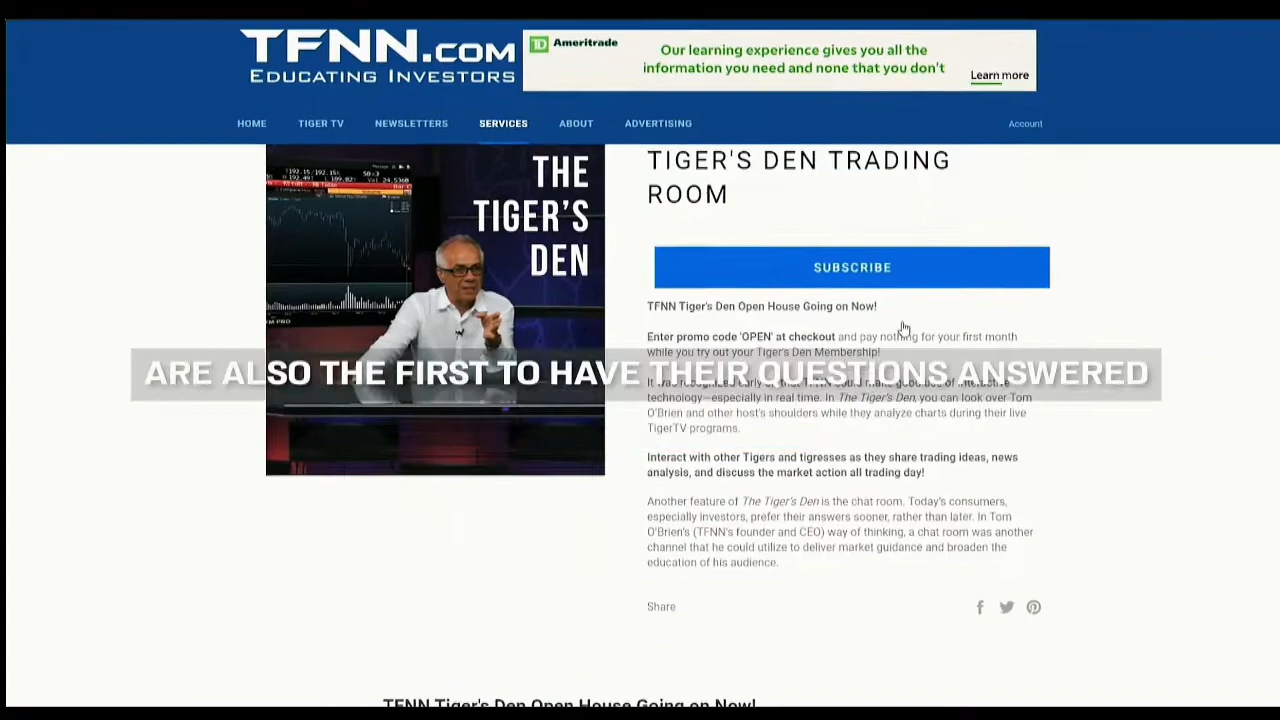 TFNN.COM
EDUCATING INVESTORS
TD Ameritrade
Our learning experience gives you all the
information you need and none that you don't
Learn more
HOME TIGER TV NEWSLETTERS SERVICES ABOUT ADVERTISING Account
THE
TIGER'S
DEN
TIGER'S DEN TRADING
ROOM
SUBSCRIBE
TFNN Tiger's Den Open House Going on Now!
Enter promo code 'OPEN' at checkout and pay nothing for your first month
while you try out your Tiger's Den Membership!
ARE ALSO THE FIRST TO HAVE THEIR QUESTIONS ANSWERED
technology—especially in real time. In The Tiger's Den, you can look over Tom
O'Brien and other host's shoulders while they analyze charts during their live
TigerTV programs.
Interact with other Tigers and tigresses as they share trading ideas, news
analysis, and discuss the market action all trading day!
Another feature of The Tiger's Den is the chat room. Today's consumers,
especially investors, prefer their answers sooner, rather than later. In Tom
O'Brien's (TFNN's founder and CEO) way of thinking, a chat room was another
channel that he could utilize to deliver market guidance and broaden the
education of his audience.
Share
TFNN Tiger's Den Open House Going on Now!